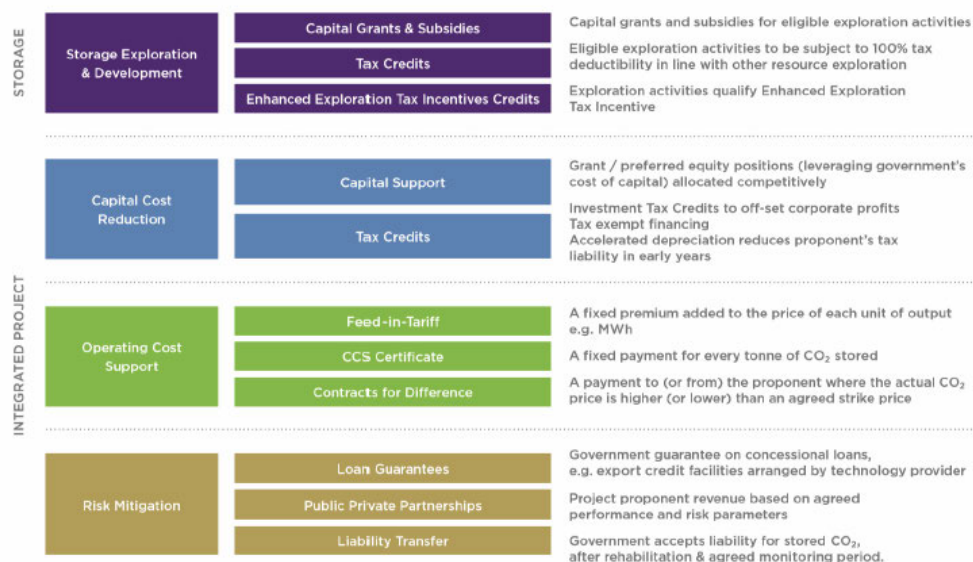 STORAGE
Storage Exploration
& Development
Capital Grants & Subsidies
Capital grants and subsidies for eligible exploration activities
Tax Credits
Eligible exploration activities to be subject to 100% tax
deductibility in line with other resource exploration
Enhanced Exploration Tax Incentives Credits
Exploration activities qualify Enhanced Exploration
Tax Incentive
INTEGRATED PROJECT
Capital Cost
Reduction
Capital Support
Grant / preferred equity positions (leveraging government's
cost of capital) allocated competitively
Tax Credits
Investment Tax Credits to off-set corporate profits
Tax exempt financing
Accelerated depreciation reduces proponent's tax
liability in early years
Operating Cost
Support
Feed-in-Tariff
A fixed premium added to the price of each unit of output
e.g. MWh
CCS Certificate
A fixed payment for every tonne of CO₂ stored
Contracts for Difference
A payment to (or from) the proponent where the actual CO₂
price is higher (or lower) than an agreed strike price
Risk Mitigation
Loan Guarantees
Government guarantee on concessional loans,
e.g. export credit facilities arranged by technology provider
Public Private Partnerships
Project proponent revenue based on agreed
performance and risk parameters
Liability Transfer
Government accepts liability for stored CO₂,
after rehabilitation & agreed monitoring period.